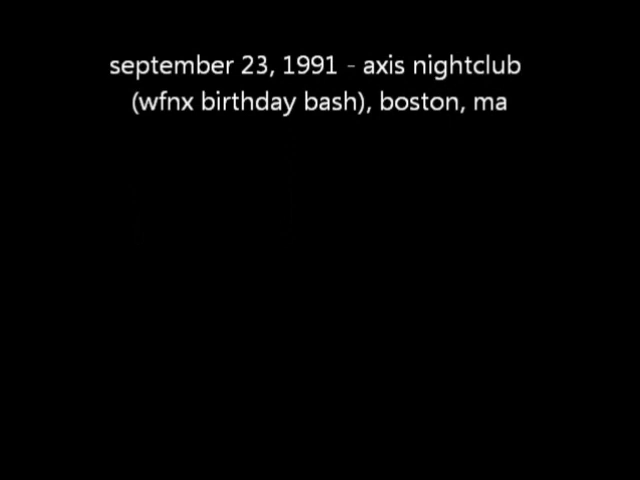 september 23, 1991 - axis nightclub
(wfnx birthday bash), boston, ma